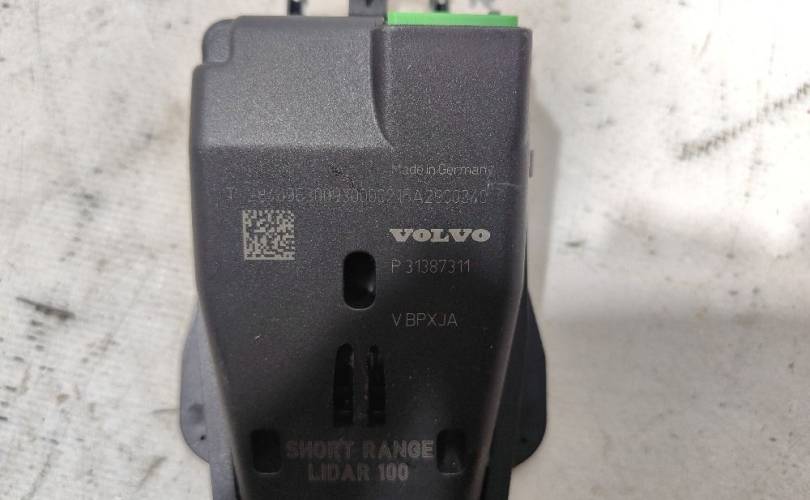 Made in Germany
T
VOLVO
P 31387311
V BPXJA
SHORT RANGE
LIDAR 100